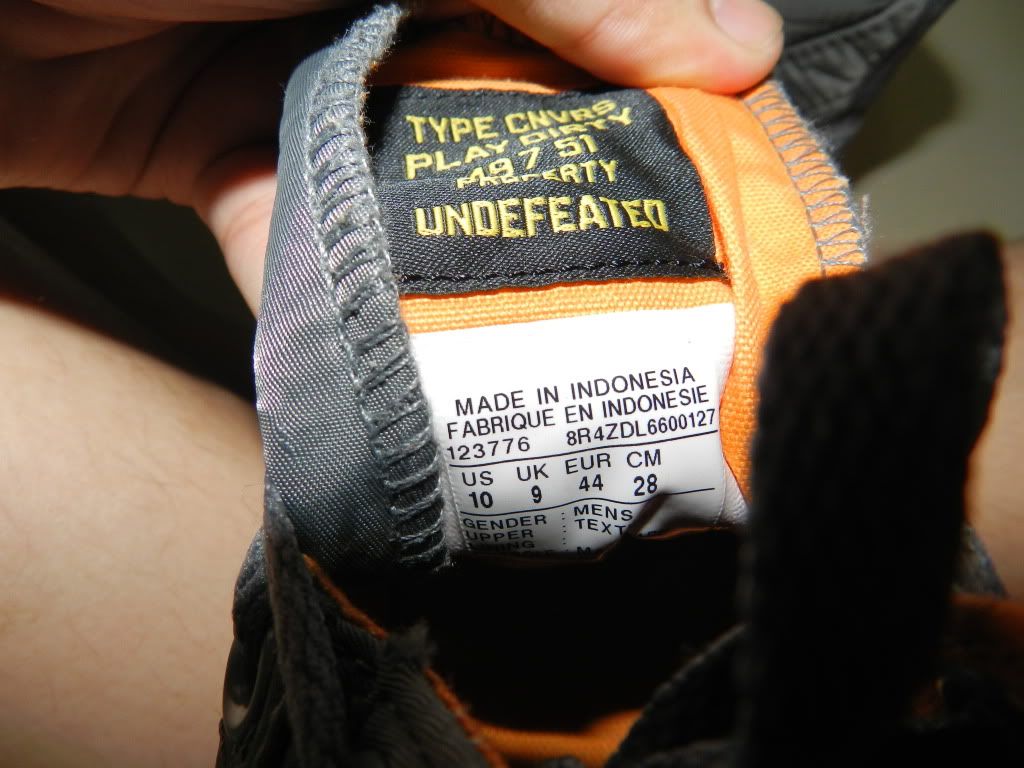 TYPE CNVRS
PLAY DIRTY
487 51
PROPERTY
UNDEFEATED
MADE IN INDONESIA
FABRIQUE EN INDONESIE
123776 8R4ZDL6600127
US UK EUR CM
10 9 44 28
GENDER : MENS
UPPER :